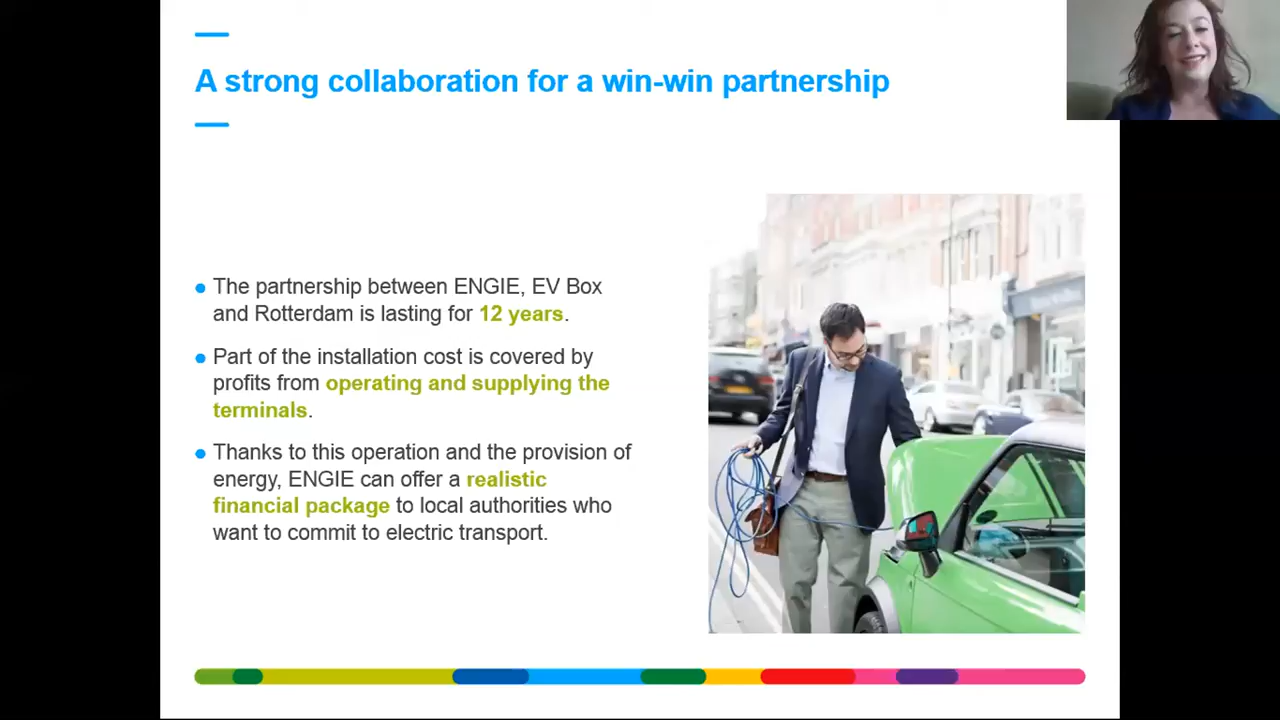 A strong collaboration for a win-win partnership
The partnership between ENGIE, EV Box
and Rotterdam is lasting for 12 years.
Part of the installation cost is covered by
profits from operating and supplying the
terminals.
Thanks to this operation and the provision of
energy, ENGIE can offer a realistic
financial package to local authorities who
want to commit to electric transport.